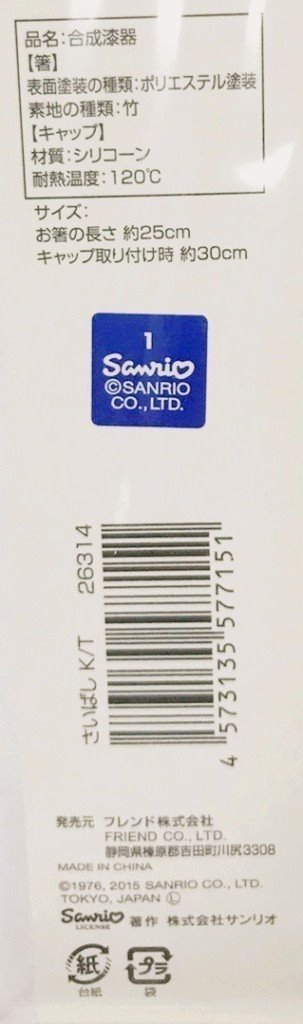 品名：合成漆器
【箸】
表面塗装の種類：ポリエステル塗装
素地の種類：竹
【キャップ】
材質：シリコーン
耐熱温度：120℃
サイズ：
お箸の長さ 約25cm
キャップ取り付け時 約30cm
1
Sanrio
©SANRIO
CO.,LTD.
さいばし K/T 26314
4 573135 577151
発売元 フレンド株式会社
FRIEND CO., LTD.
静岡県榛原郡吉田町川尻3308
MADE IN CHINA
©1976, 2015 SANRIO CO., LTD.
TOKYO, JAPAN Ⓛ
Sanrio LICENSE 著作 株式会社サンリオ
紙 プラ
台紙 袋